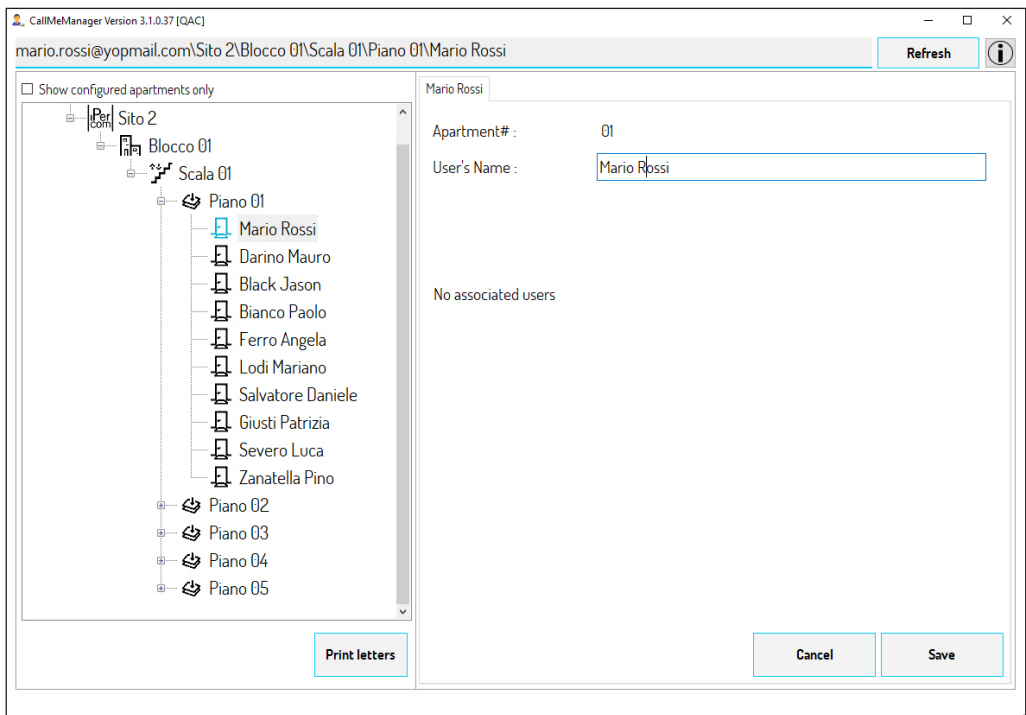 CallMeManager Version 3.1.0.37 [QAC]
mario.rossi@yopmail.com\Sito 2\Blocco 01\Scala 01\Piano 01\Mario Rossi
Refresh
Show configured apartments only
iPer
com
Sito 2
Blocco 01
Scala 01
Piano 01
Mario Rossi
Darino Mauro
Black Jason
Bianco Paolo
Ferro Angela
Lodi Mariano
Salvatore Daniele
Giusti Patrizia
Severo Luca
Zanatella Pino
Piano 02
Piano 03
Piano 04
Piano 05
Print letters
Mario Rossi
Apartment# : 01
User's Name : Mario Rossi
No associated users
Cancel
Save